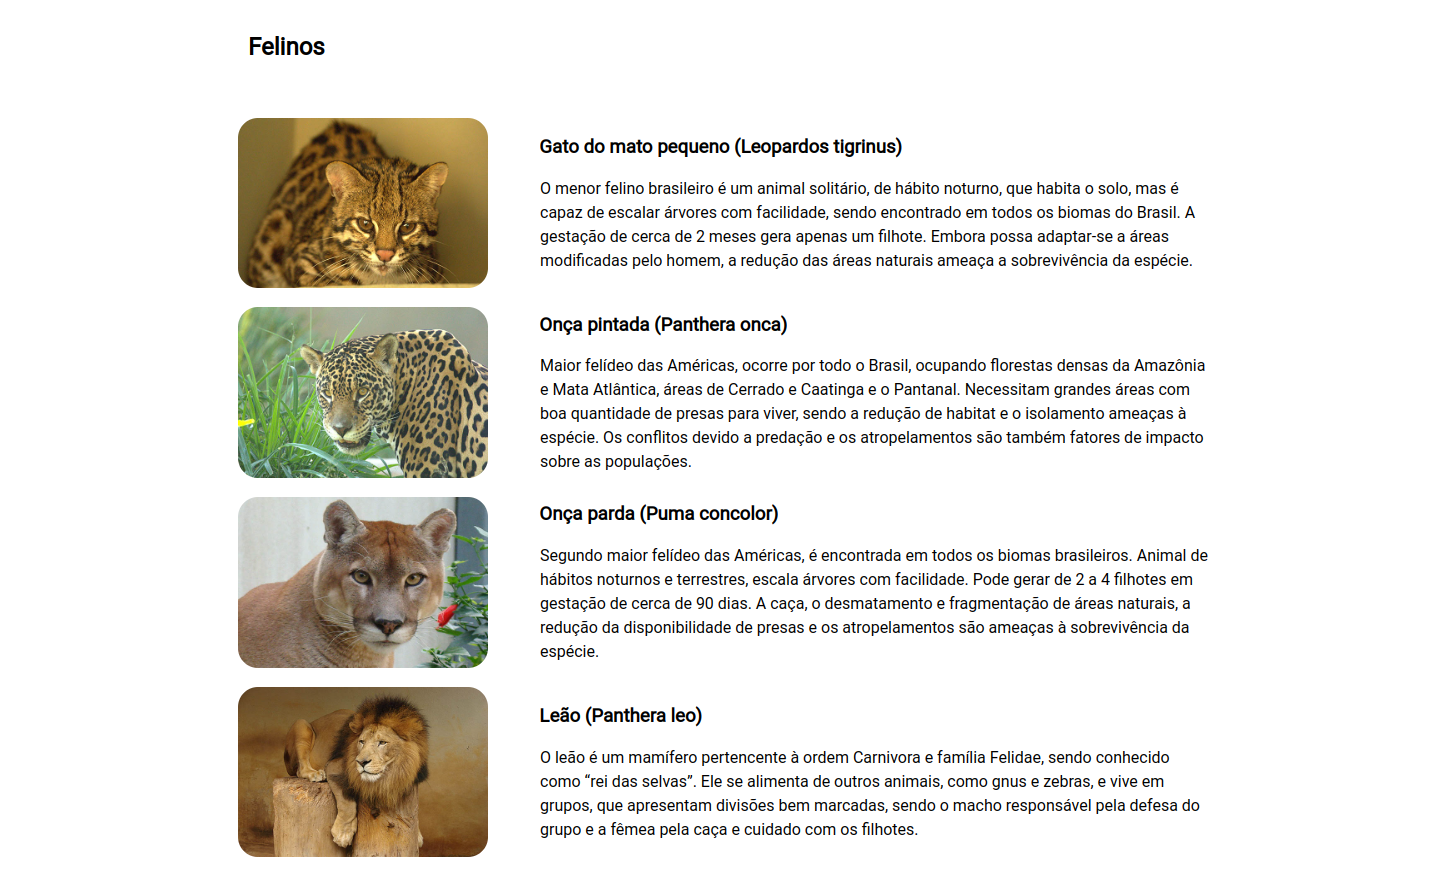 Felinos
Gato do mato pequeno (Leopardos tigrinus)
O menor felino brasileiro é um animal solitário, de hábito noturno, que habita o solo, mas é
capaz de escalar árvores com facilidade, sendo encontrado em todos os biomas do Brasil. A
gestação de cerca de 2 meses gera apenas um filhote. Embora possa adaptar-se a áreas
modificadas pelo homem, a redução das áreas naturais ameaça a sobrevivência da espécie.
Onça pintada (Panthera onca)
Maior felídeo das Américas, ocorre por todo o Brasil, ocupando florestas densas da Amazônia
e Mata Atlântica, áreas de Cerrado e Caatinga e o Pantanal. Necessitam grandes áreas com
boa quantidade de presas para viver, sendo a redução de habitat e o isolamento ameaças à
espécie. Os conflitos devido a predação e os atropelamentos são também fatores de impacto
sobre as populações.
Onça parda (Puma concolor)
Segundo maior felídeo das Américas, é encontrada em todos os biomas brasileiros. Animal de
hábitos noturnos e terrestres, escala árvores com facilidade. Pode gerar de 2 a 4 filhotes em
gestação de cerca de 90 dias. A caça, o desmatamento e fragmentação de áreas naturais, a
redução da disponibilidade de presas e os atropelamentos são ameaças à sobrevivência da
espécie.
Leão (Panthera leo)
O leão é um mamífero pertencente à ordem Carnivora e família Felidae, sendo conhecido
como “rei das selvas”. Ele se alimenta de outros animais, como gnus e zebras, e vive em
grupos, que apresentam divisões bem marcadas, sendo o macho responsável pela defesa do
grupo e a fêmea pela caça e cuidado com os filhotes.